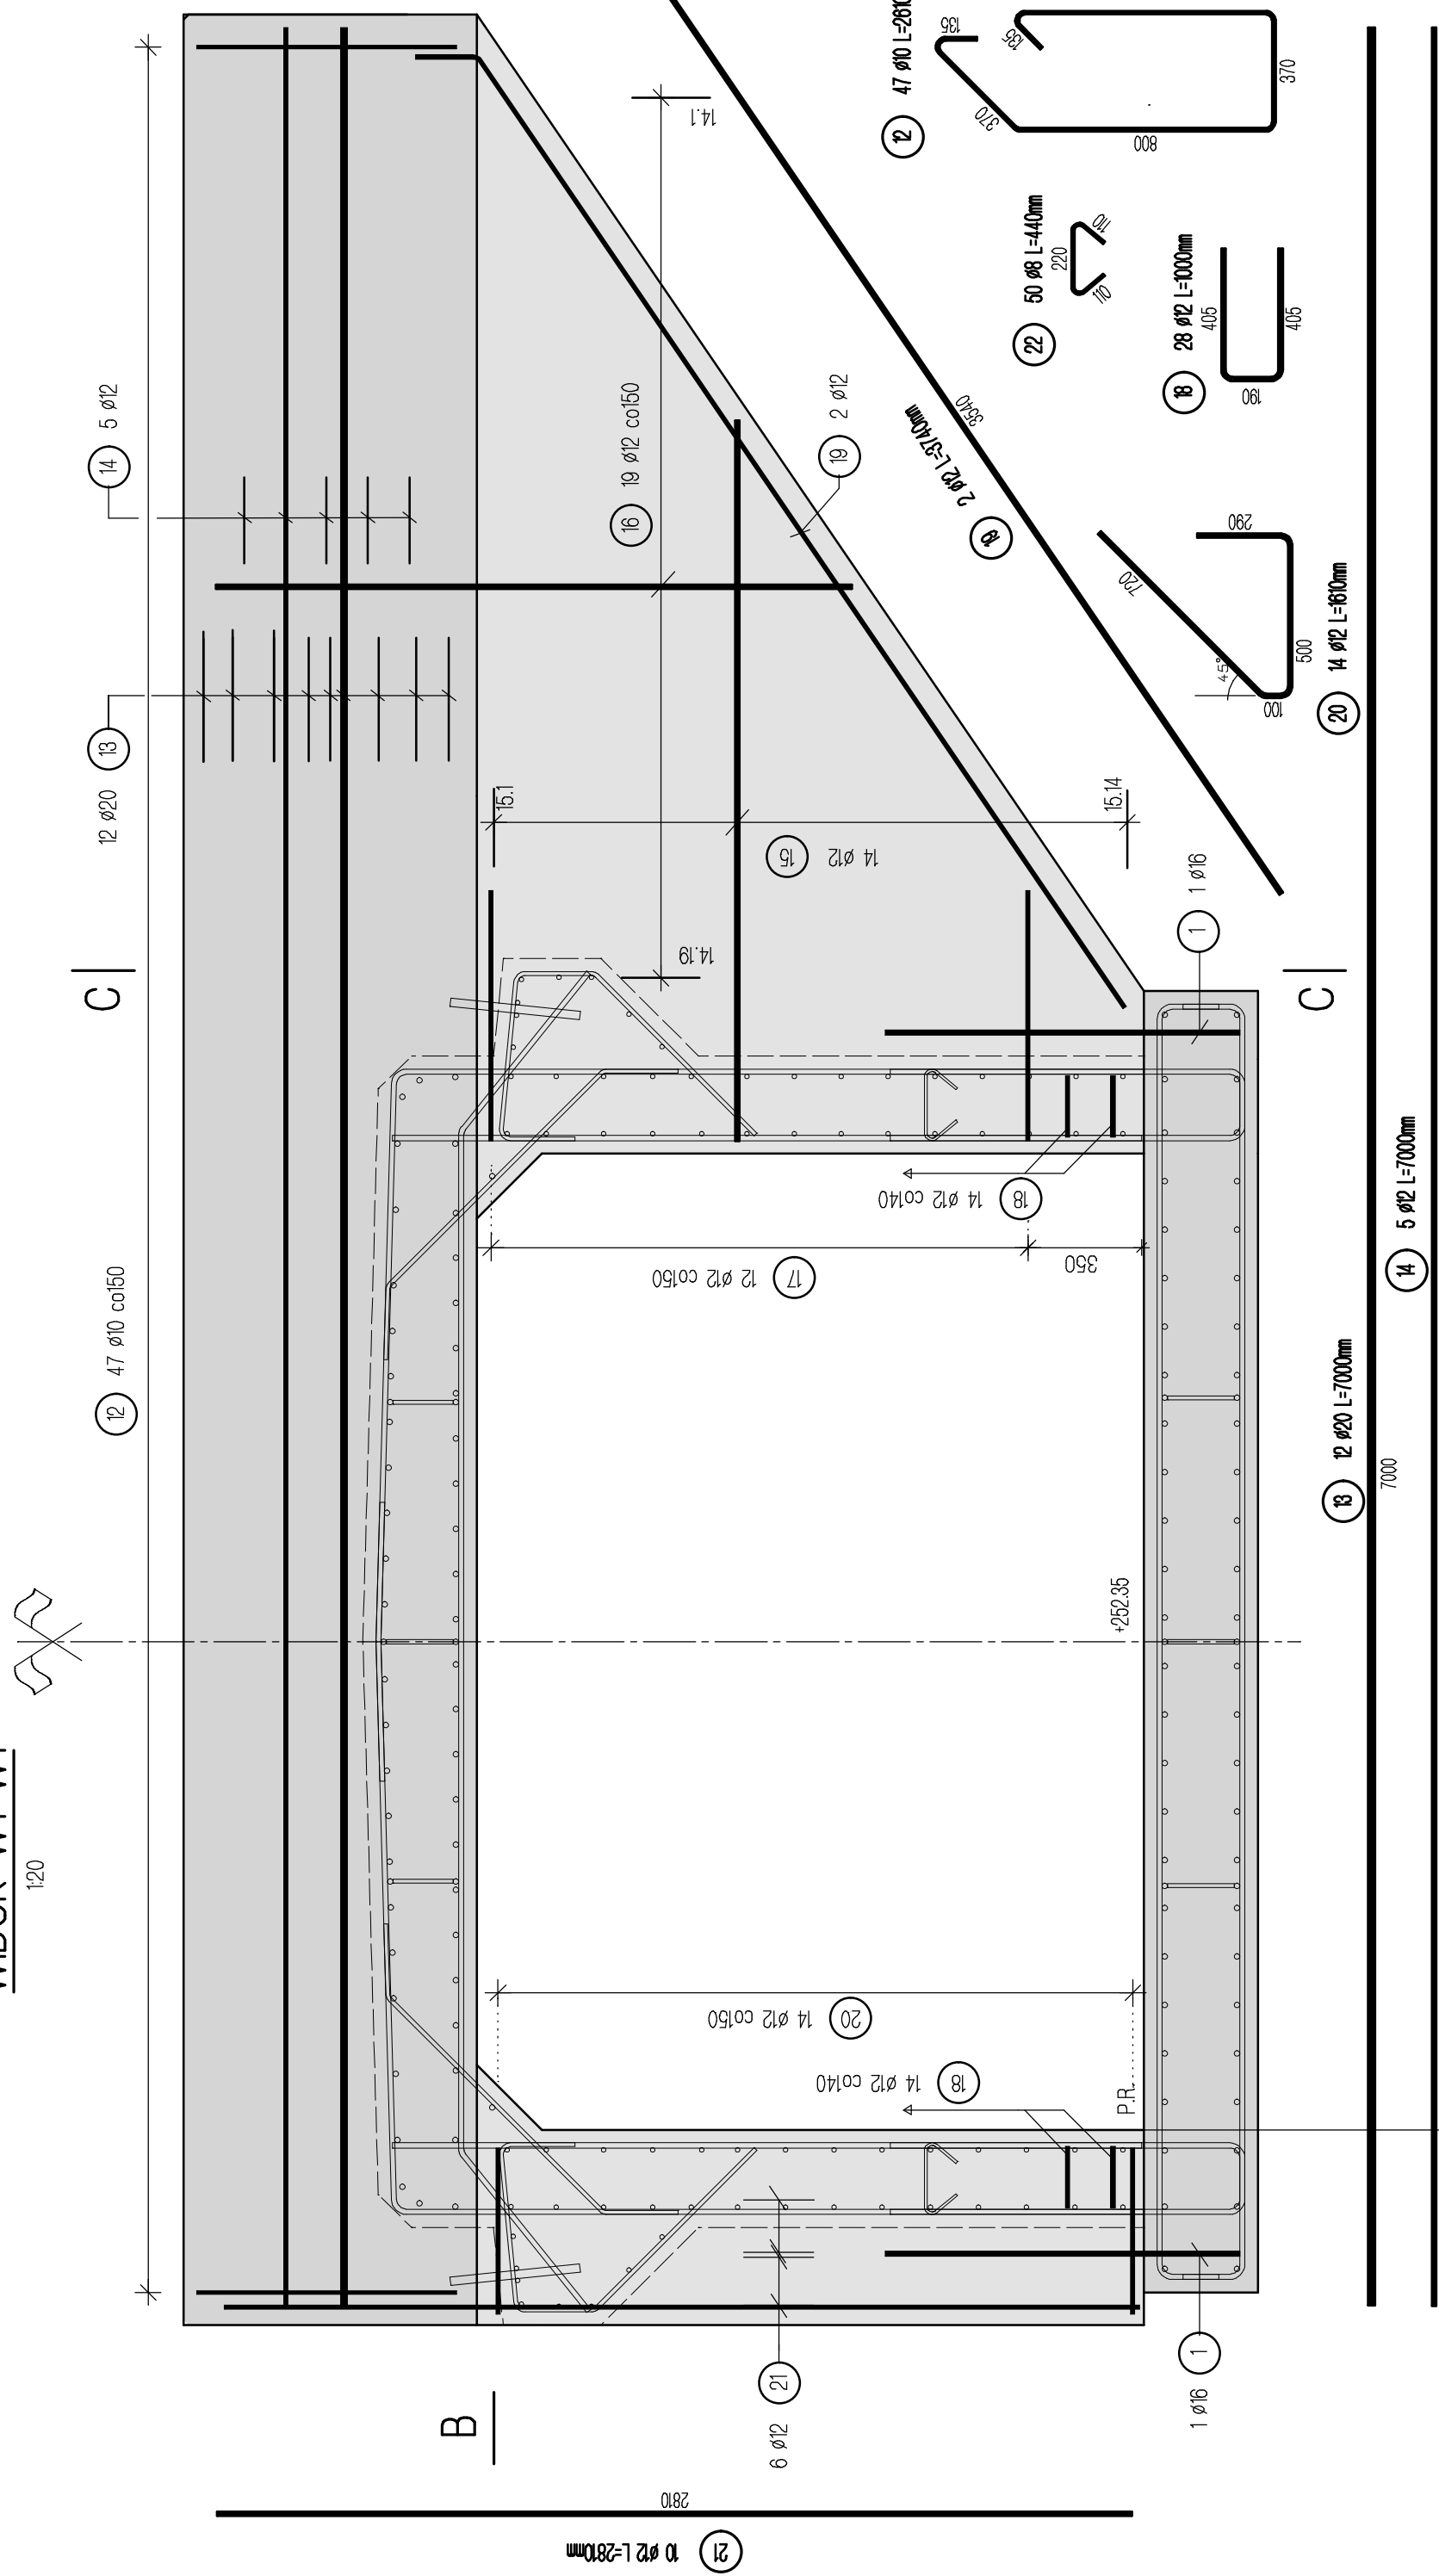 1:20
12 47 ø10 co150
12 ø20 13
14 5 ø12
C
C
B
16 19 ø12 co150
14.1
14.19
15.1
15.14
15 14 ø12
19 2 ø12
1 1 ø16
18 14 ø12 co140
17 12 ø12 co150
350
+252.35
20 14 ø12 co150
18 14 ø12 co140
P.R.
6 ø12 21
1 ø16 1
21 10 ø12 L=2810mm
2810
12 47 ø10 L=2610
135
135
370
800
370
22 50 ø8 L=440mm
220
110
110
18 28 ø12 L=1000mm
405
190
405
19 2 ø12 L=3740mm
3540
20 14 ø12 L=1610mm
720
290
45°
100
500
13 12 ø20 L=7000mm
7000
14 5 ø12 L=7000mm